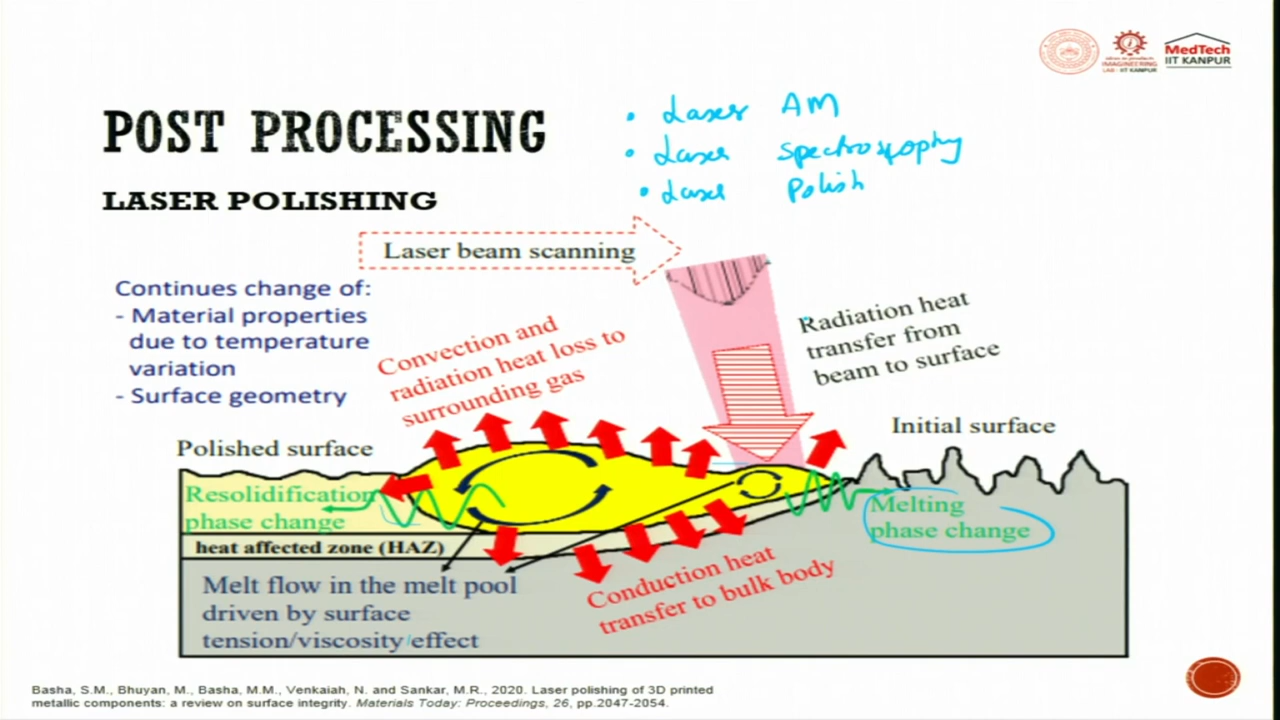 MedTech
IIT KANPUR
IMAGINEERING
LAB - IIT KANPUR
POST PROCESSING
• Laser AM
• Laser spectroscopy
• Laser Polish
LASER POLISHING
Laser beam scanning
Continues change of:
- Material properties
due to temperature
variation
- Surface geometry
Convection and
radiation heat loss to
surrounding gas
Radiation heat
transfer from
beam to surface
Polished surface
Initial surface
Resolidification
phase change
Melting
phase change
heat affected zone (HAZ)
Melt flow in the melt pool
driven by surface
tension/viscosity/effect
Conduction heat
transfer to bulk body
Basha, S.M., Bhuyan, M., Basha, M.M., Venkaiah, N. and Sankar, M.R., 2020. Laser polishing of 3D printed
metallic components: a review on surface integrity. Materials Today: Proceedings, 26, pp.2047-2054.